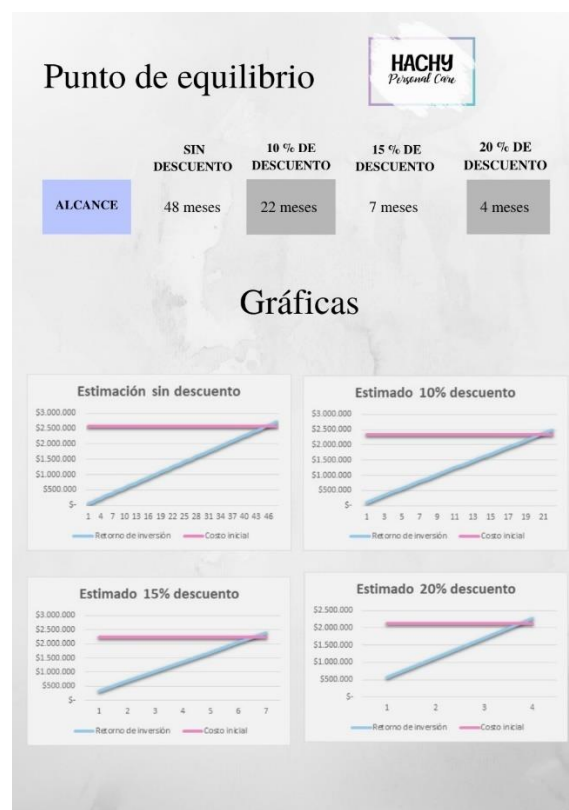 Punto de equilibrio
HACHY
Personal Care
SIN DESCUENTO
10 % DE DESCUENTO
15 % DE DESCUENTO
20 % DE DESCUENTO
ALCANCE
48 meses
22 meses
7 meses
4 meses
Gráficas
Estimación sin descuento
$3.000.000
$2.500.000
$2.000.000
$1.500.000
$1.000.000
$500.000
$-
1 4 7 10 13 16 19 22 25 28 31 34 37 40 43 46
Retorno de inversión
Costo inicial
Estimado 10% descuento
$3.000.000
$2.500.000
$2.000.000
$1.500.000
$1.000.000
$500.000
$-
1 3 5 7 9 11 13 15 17 19 21
Retorno de inversión
Costo inicial
Estimado 15% descuento
$3.000.000
$2.500.000
$2.000.000
$1.500.000
$1.000.000
$500.000
$-
1 2 3 4 5 6 7
Retorno de inversión
Costo inicial
Estimado 20% descuento
$2.500.000
$2.000.000
$1.500.000
$1.000.000
$500.000
$-
1 2 3 4
Retorno de inversión
Costo inicial